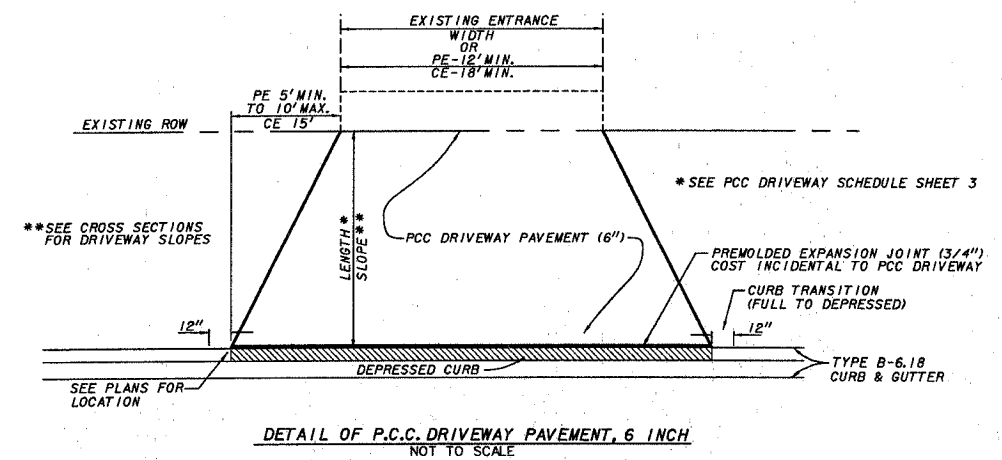 EXISTING ENTRANCE
WIDTH
OR
PE-12'MIN.
CE-18'MIN.
PE 5'MIN.
TO 10'MAX.
CE 15'
EXISTING ROW
*SEE PCC DRIVEWAY SCHEDULE SHEET 3
**SEE CROSS SECTIONS
FOR DRIVEWAY SLOPES
LENGTH*
SLOPE**
PCC DRIVEWAY PAVEMENT (6")
PREMOLDED EXPANSION JOINT (3/4")
COST INCIDENTAL TO PCC DRIVEWAY
CURB TRANSITION
(FULL TO DEPRESSED)
12"
12"
DEPRESSED CURB
SEE PLANS FOR
LOCATION
TYPE B-6.18
CURB & GUTTER
DETAIL OF P.C.C. DRIVEWAY PAVEMENT, 6 INCH
NOT TO SCALE